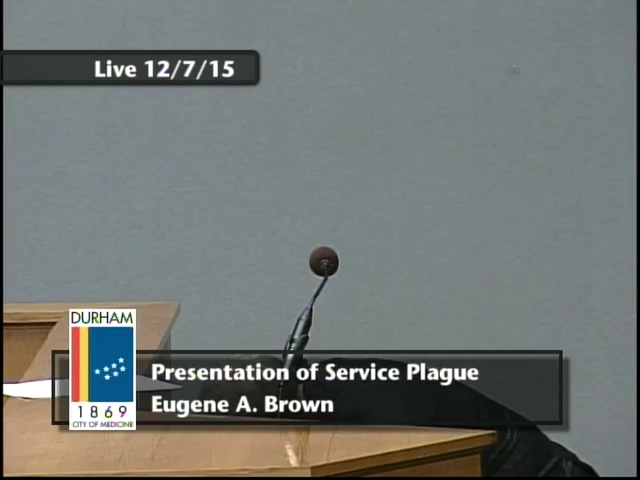 Live 12/7/15
DURHAM
1869
CITY OF MEDICINE
Presentation of Service Plague
Eugene A. Brown